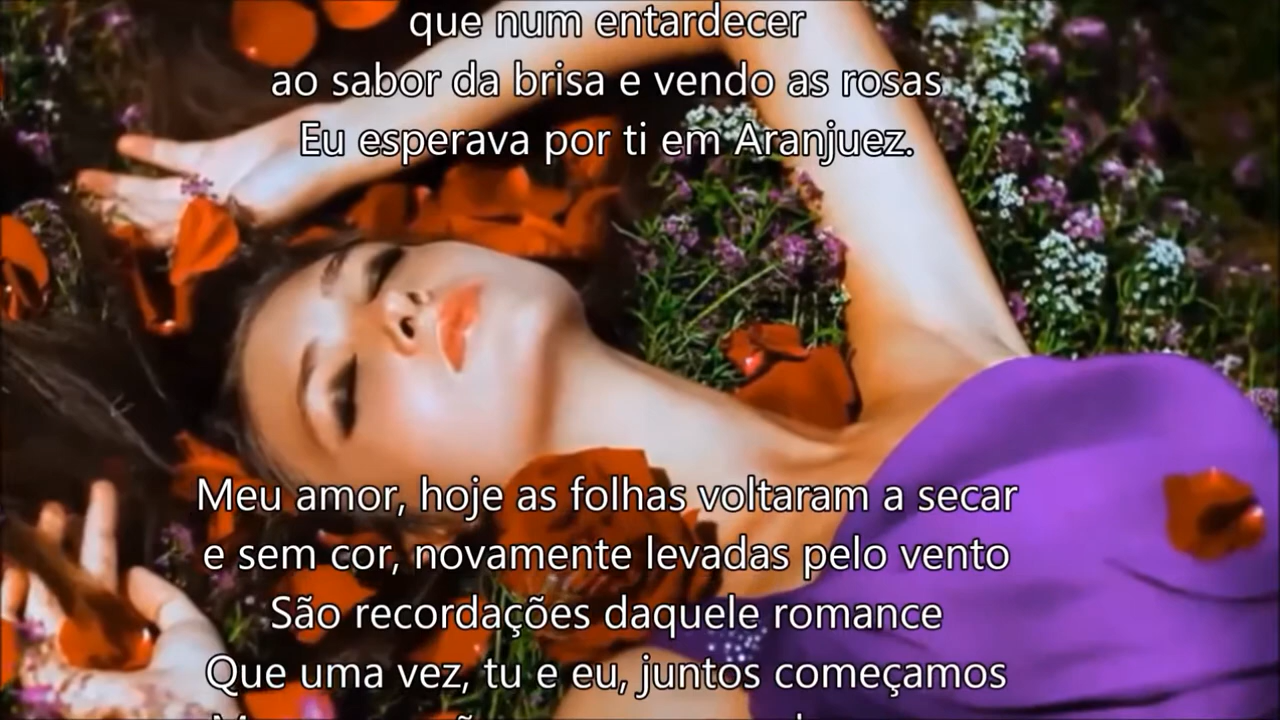 que num entardecer
ao sabor da brisa e vendo as rosas
Eu esperava por ti em Aranjuez.
Meu amor, hoje as folhas voltaram a secar
e sem cor, novamente levadas pelo vento
São recordações daquele romance
Que uma vez, tu e eu, juntos começamos